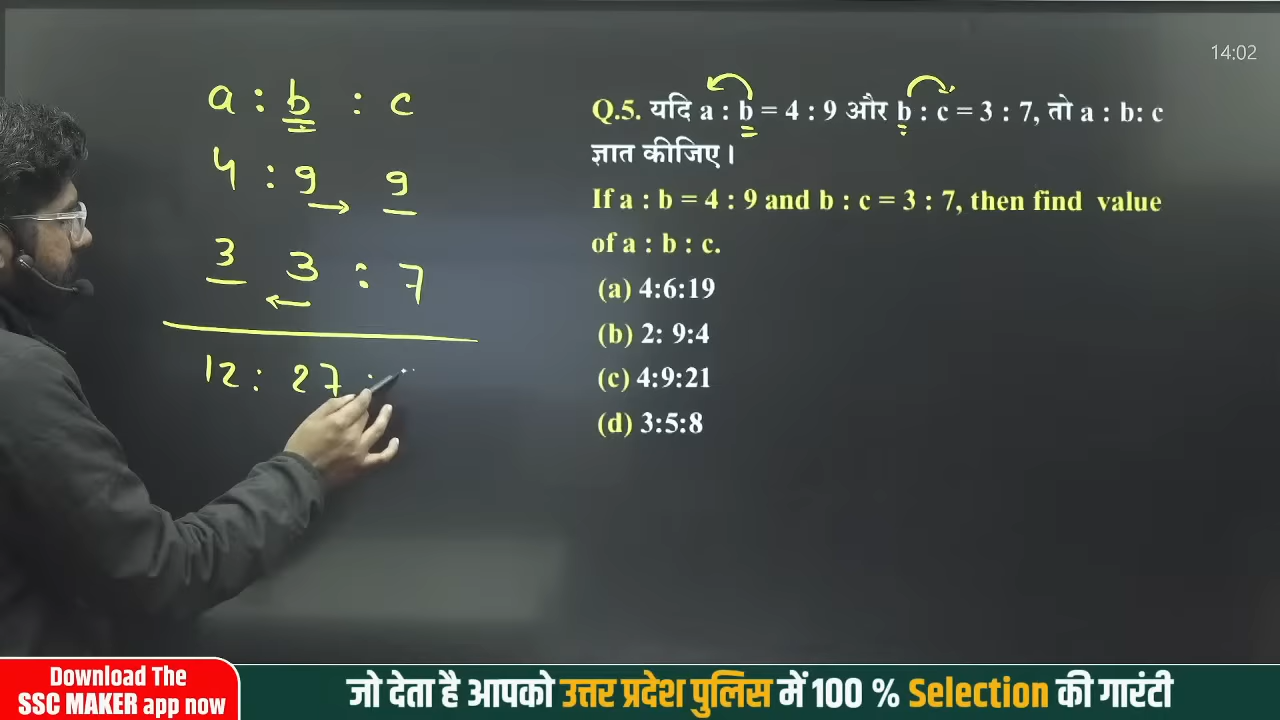 14:02
a : b : c
4 : 9 9
3 3 : 7
12 : 27 :
Q.5. यदि a : b = 4 : 9 और b : c = 3 : 7, तो a : b: c
ज्ञात कीजिए।
If a : b = 4 : 9 and b : c = 3 : 7, then find value
of a : b : c.
(a) 4:6:19
(b) 2: 9:4
(c) 4:9:21
(d) 3:5:8
Download The
SSC MAKER app now
जो देता है आपको उत्तर प्रदेश पुलिस में 100 % Selection की गारंटी